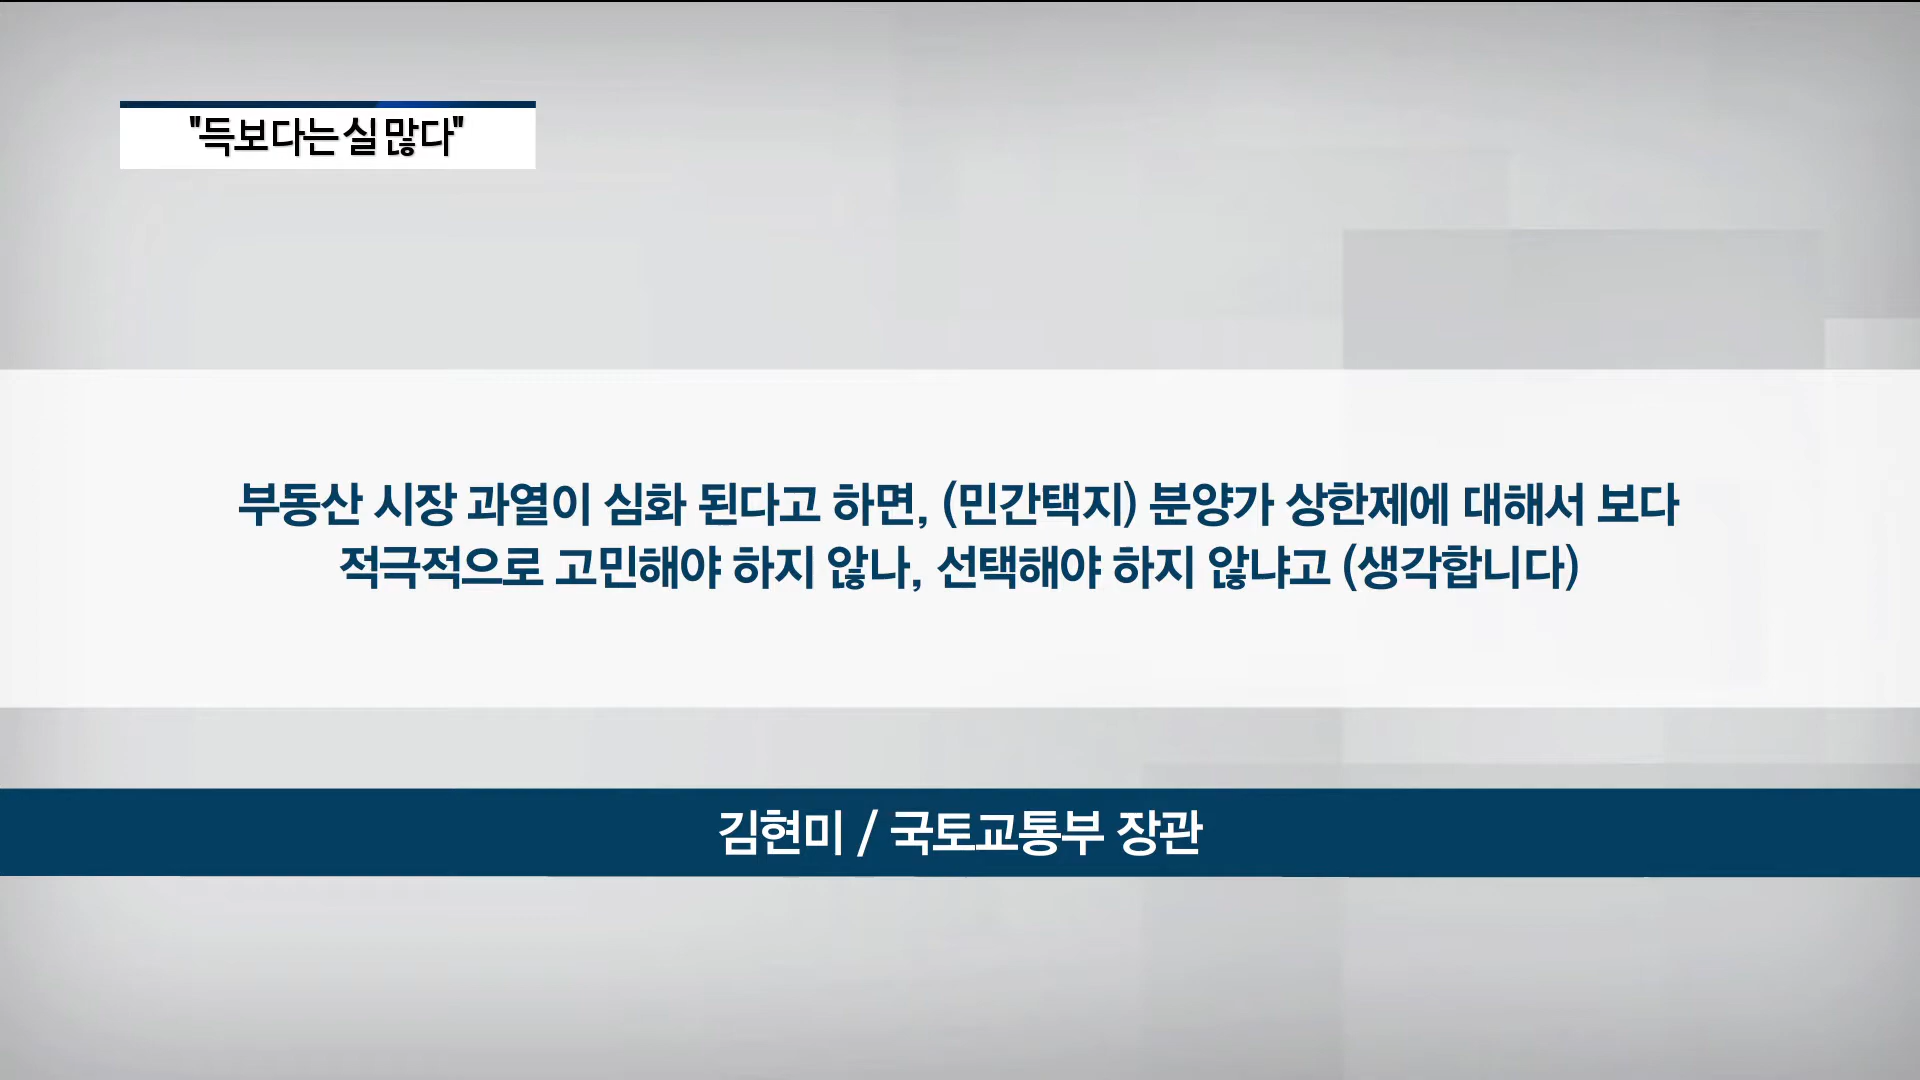 "득보다는 실 많다"
부동산 시장 과열이 심화 된다고 하면, (민간택지) 분양가 상한제에 대해서 보다
적극적으로 고민해야 하지 않나, 선택해야 하지 않냐고 (생각합니다)
김현미 / 국토교통부 장관